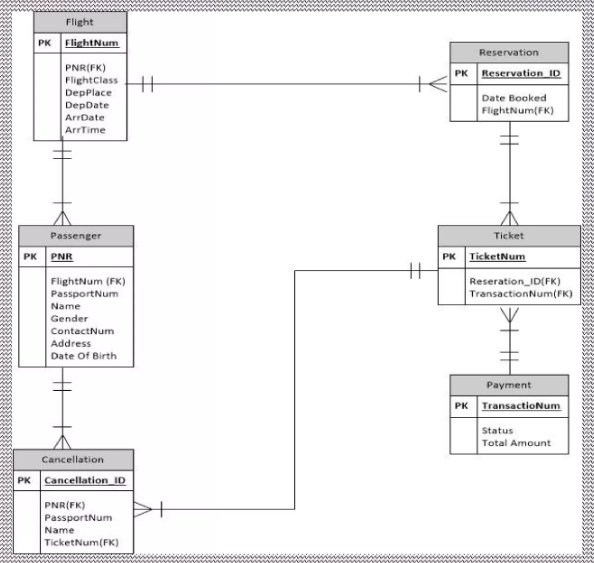 Flight
PK FlightNum
PNR(FK)
FlightClass
DepPlace
DepDate
ArrDate
ArrTime
Reservation
PK Reservation_ID
Date Booked
FlightNum(FK)
Passenger
PK PNR
FlightNum (FK)
PassportNum
Name
Gender
ContactNum
Address
Date Of Birth
Ticket
PK TicketNum
Reseration_ID(FK)
TransactionNum(FK)
Payment
PK TransactioNum
Status
Total Amount
Cancellation
PK Cancellation_ID
PNR(FK)
PassportNum
Name
TicketNum(FK)